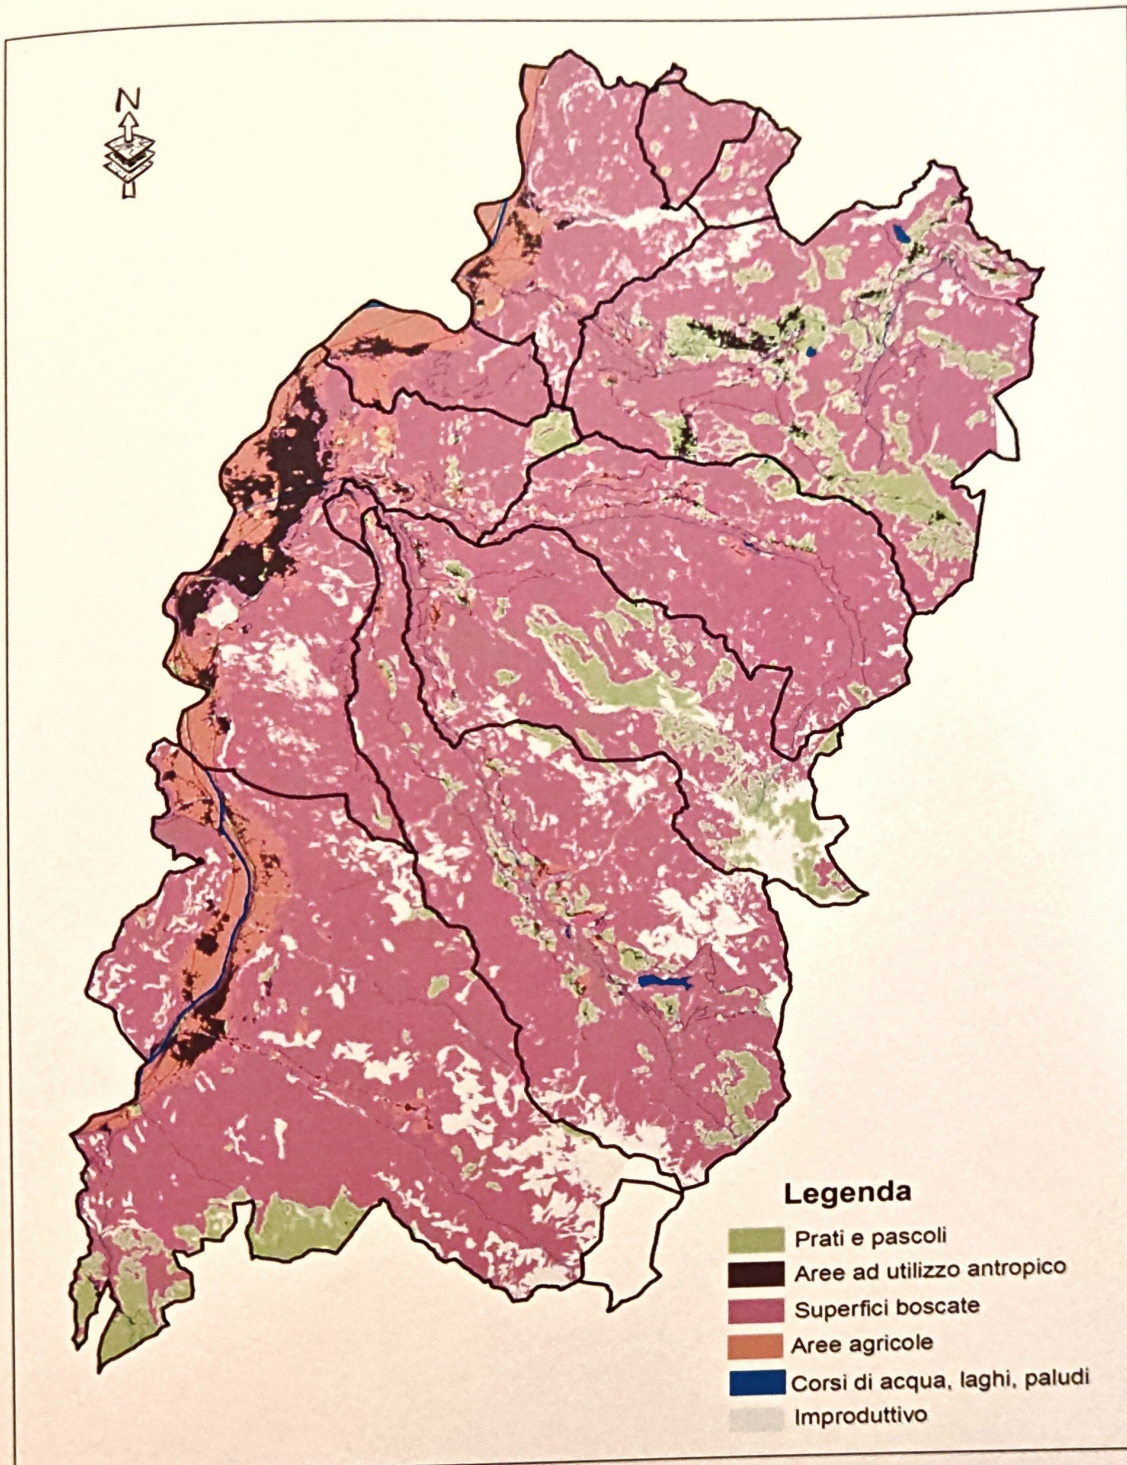 N
Legenda
Prati e pascoli
Aree ad utilizzo antropico
Superfici boscate
Aree agricole
Corsi di acqua, laghi, paludi
Improduttivo